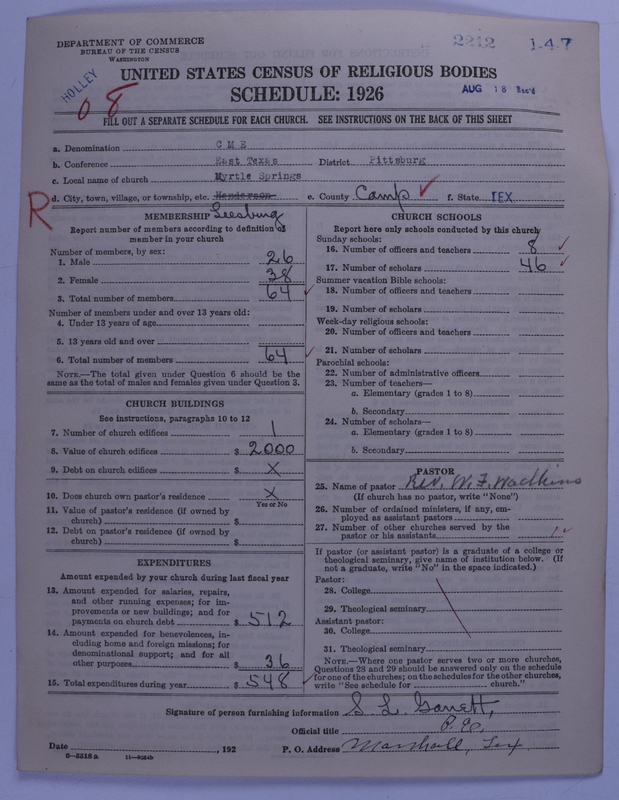 DEPARTMENT OF COMMERCE
BUREAU OF THE CENSUS
WASHINGTON
2212
1-4-7
HOLLEY
08
UNITED STATES CENSUS OF RELIGIOUS BODIES
AUG 18 Rec'd
SCHEDULE: 1926
FILL OUT A SEPARATE SCHEDULE FOR EACH CHURCH. SEE INSTRUCTIONS ON THE BACK OF THIS SHEET
a. Denomination C M E
b. Conference East Texas District Pittsburg
c. Local name of church Myrtle Springs
R d. City, town, village, or township, etc. Henderson e. County Camp f. State TEX.
Leesburg
MEMBERSHIP
Report number of members according to definition of member in your church
Number of members, by sex:
1. Male 26
2. Female 38
3. Total number of members 64
Number of members under and over 13 years old:
4. Under 13 years of age
5. 13 years old and over
6. Total number of members 64
NOTE.—The total given under Question 6 should be the same as the total of males and females given under Question 3.
CHURCH BUILDINGS
See instructions, paragraphs 10 to 12
7. Number of church edifices 1
8. Value of church edifices $ 2000
9. Debt on church edifices $ X
10. Does church own pastor's residence X
Yes or No
11. Value of pastor's residence (if owned by church) $
12. Debt on pastor's residence (if owned by church) $
EXPENDITURES
Amount expended by your church during last fiscal year
13. Amount expended for salaries, repairs, and other running expenses; for improvements or new buildings; and for payments on church debt $ 512
14. Amount expended for benevolences, including home and foreign missions; for denominational support; and for all other purposes $ 36
15. Total expenditures during year $ 548
CHURCH SCHOOLS
Report here only schools conducted by this church
Sunday schools:
16. Number of officers and teachers 8
17. Number of scholars 46
Summer vacation Bible schools:
18. Number of officers and teachers
19. Number of scholars
Week-day religious schools:
20. Number of officers and teachers
21. Number of scholars
Parochial schools:
22. Number of administrative officers
23. Number of teachers—
a. Elementary (grades 1 to 8)
b. Secondary
24. Number of scholars—
a. Elementary (grades 1 to 8)
b. Secondary
PASTOR
25. Name of pastor Rev. W. F. Wadkins
(If church has no pastor, write "None")
26. Number of ordained ministers, if any, employed as assistant pastors
27. Number of other churches served by the pastor or his assistants 1
If pastor (or assistant pastor) is a graduate of a college or theological seminary, give name of institution below. (If not a graduate, write "No" in the space indicated.)
Pastor:
28. College
29. Theological seminary
Assistant pastor:
30. College
31. Theological seminary
NOTE.—Where one pastor serves two or more churches, Questions 28 and 29 should be answered only on the schedule for one of the churches; on the schedules for the other churches, write "See schedule for church."
Signature of person furnishing information S. L. Garrett,
Official title P. E.
Date , 192 P. O. Address Marshall, Tex
11—9264b